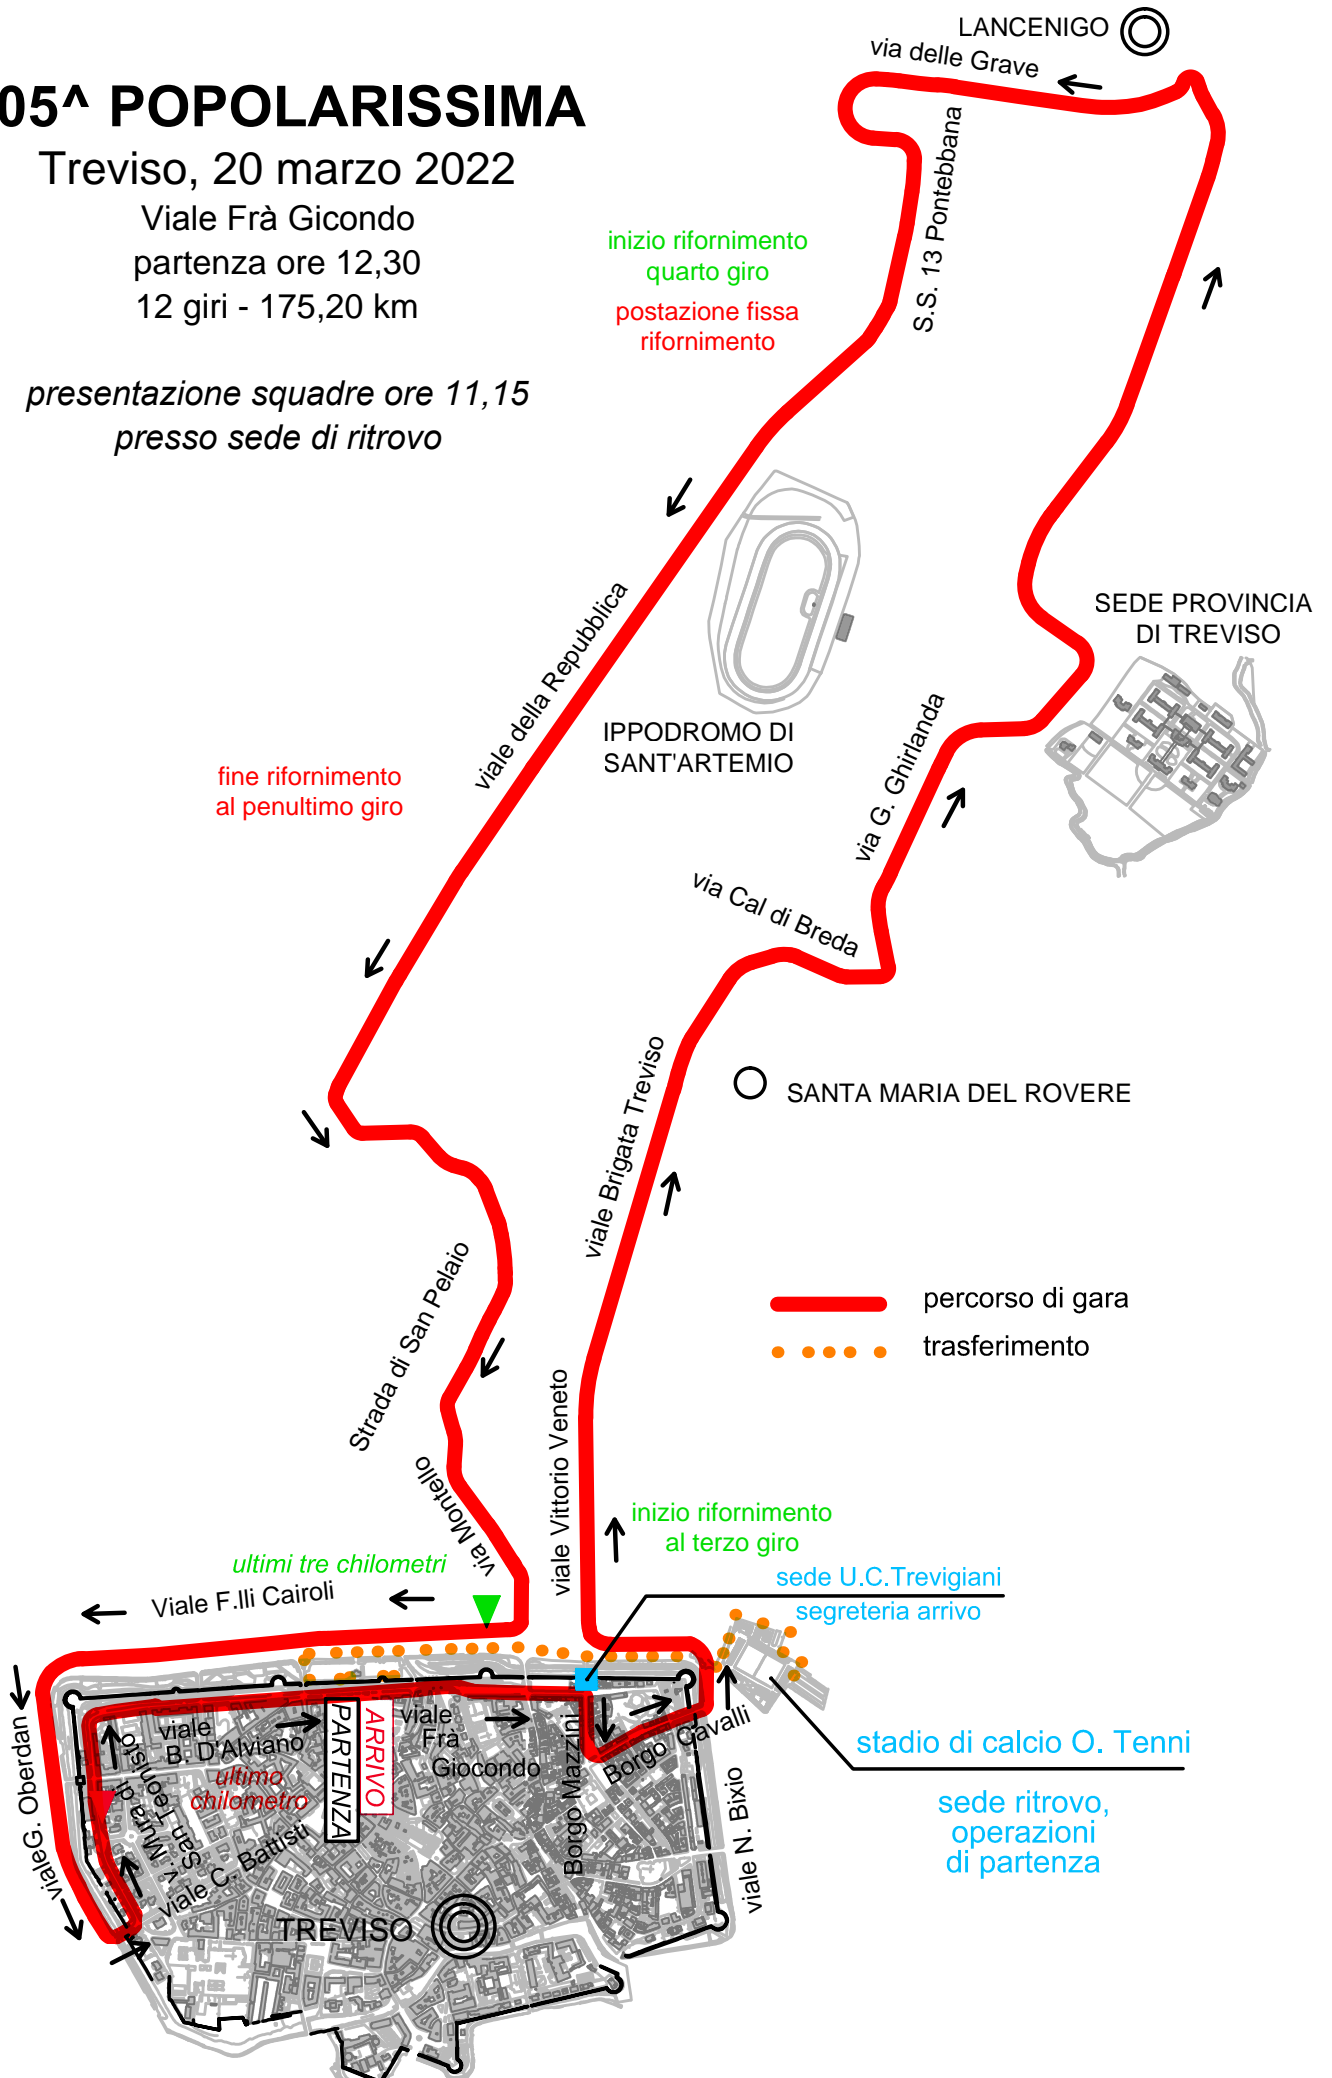 05^ POPOLARISSIMA
Treviso, 20 marzo 2022
Viale Frà Gicondo
partenza ore 12,30
12 giri - 175,20 km
presentazione squadre ore 11,15
presso sede di ritrovo
LANCENIGO
via delle Grave
S.S. 13 Pontebbana
inizio rifornimento
quarto giro
postazione fissa
rifornimento
SEDE PROVINCIA
DI TREVISO
viale della Repubblica
IPPODROMO DI
SANT'ARTEMIO
via G. Ghirlanda
fine rifornimento
al penultimo giro
via Cal di Breda
SANTA MARIA DEL ROVERE
viale Brigata Treviso
Strada di San Pelaio
percorso di gara
trasferimento
viale Vittorio Veneto
via Montello
inizio rifornimento
al terzo giro
ultimi tre chilometri
Viale F.lli Cairoli
sede U.C.Trevigiani
segreteria arrivo
vialeG. Oberdan
v. Mura di
San Teonisto
viale
B. D'Alviano
ultimo
chilometro
viale C. Battisti
PARTENZA
ARRIVO
viale
Frà
Giocondo
Borgo Mazzini
Borgo Cavalli
viale N. Bixio
stadio di calcio O. Tenni
sede ritrovo,
operazioni
di partenza
TREVISO